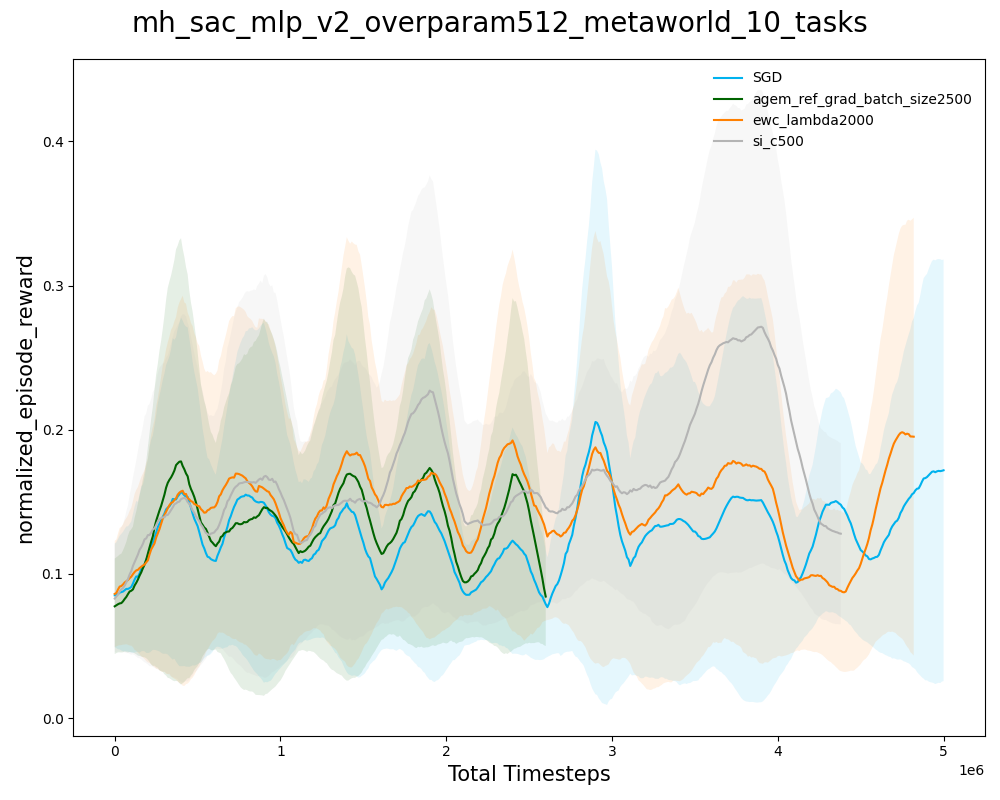 mh_sac_mlp_v2_overparam512_metaworld_10_tasks
SGD
agem_ref_grad_batch_size2500
ewc_lambda2000
si_c500
normalized_episode_reward
0.4
0.3
0.2
0.1
0.0
0 1 2 3 4 5
1e6
Total Timesteps